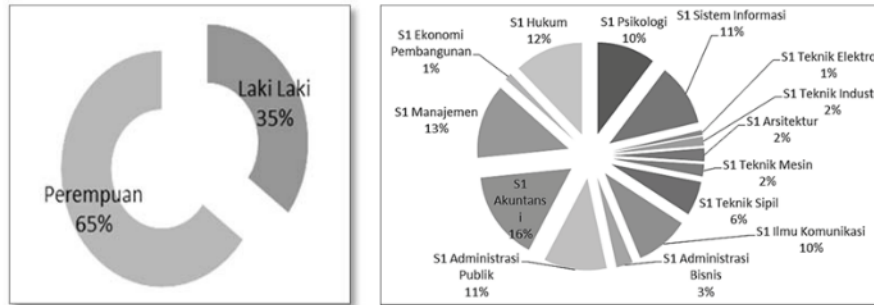 Laki Laki
35%
Perempuan
65%
S1 Psikologi
10%
S1 Sistem Informasi
11%
S1 Teknik Elektro
1%
S1 Teknik Industri
2%
S1 Arsitektur
2%
S1 Teknik Mesin
2%
S1 Teknik Sipil
6%
S1 Ilmu Komunikasi
10%
S1 Administrasi
Bisnis
3%
S1 Administrasi
Publik
11%
S1
Akuntans
i
16%
S1 Manajemen
13%
S1 Ekonomi
Pembangunan
1%
S1 Hukum
12%